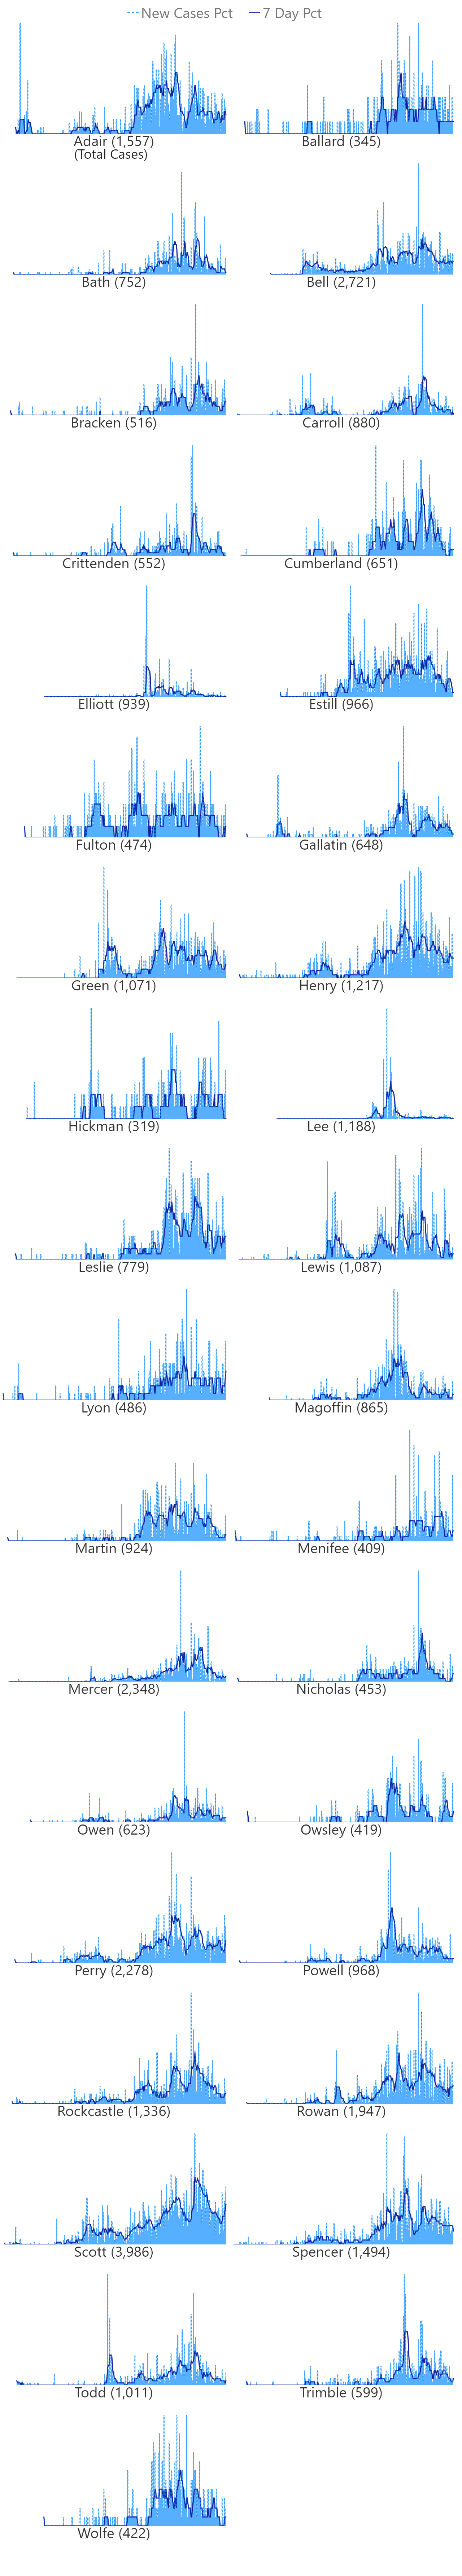 New Cases Pct 7 Day Pct
Adair (1,557) Ballard (345)
(Total Cases)
Bath (752) Bell (2,721)
Bracken (516) Carroll (880)
Crittenden (552) Cumberland (651)
Elliott (939) Estill (966)
Fulton (474) Gallatin (648)
Green (1,071) Henry (1,217)
Hickman (319) Lee (1,188)
Leslie (779) Lewis (1,087)
Lyon (486) Magoffin (865)
Martin (924) Menifee (409)
Mercer (2,348) Nicholas (453)
Owen (623) Owsley (419)
Perry (2,278) Powell (968)
Rockcastle (1,336) Rowan (1,947)
Scott (3,986) Spencer (1,494)
Todd (1,011) Trimble (599)
Wolfe (422)